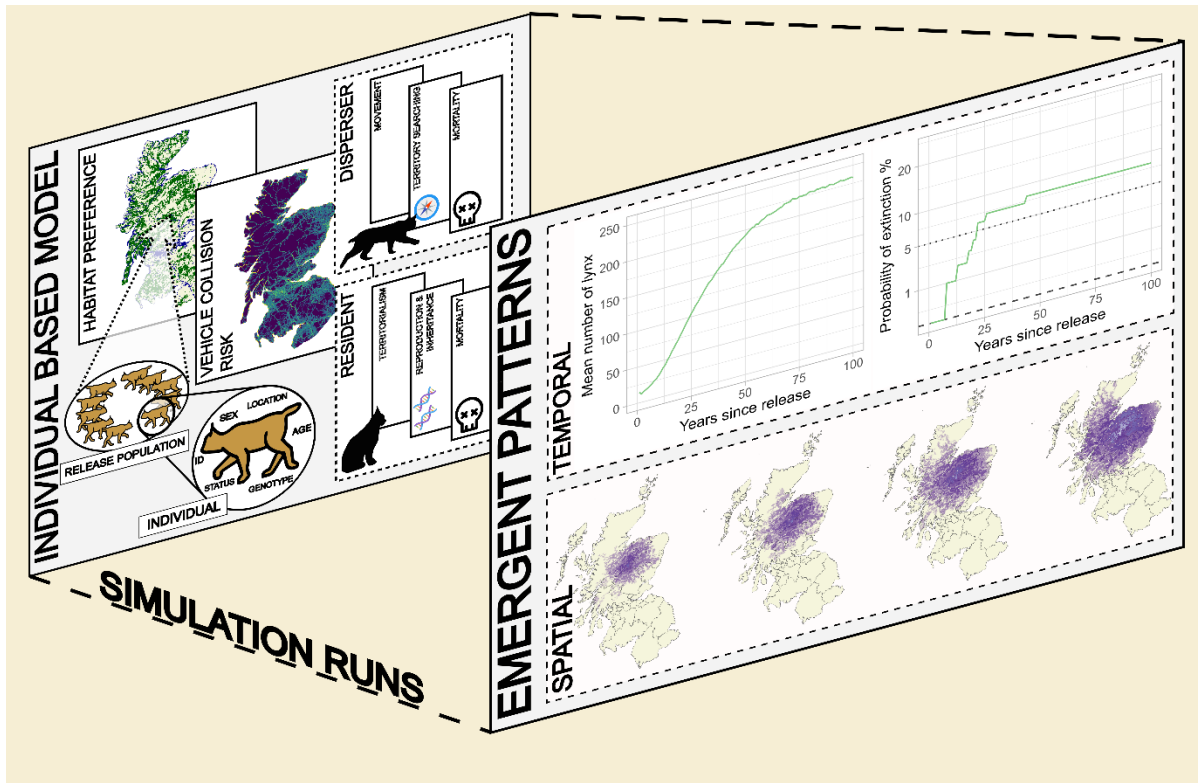 INDIVIDUAL BASED MODEL
HABITAT PREFERENCE
VEHICLE COLLISION
RISK
DISPERSER
MOVEMENT
TERRITORY SEARCHING
MORTALITY
RESIDENT
TERRITORIALISM
REPRODUCTION &
INHERITANCE
MORTALITY
RELEASE POPULATION
SEX
LOCATION
AGE
ID
STATUS
GENOTYPE
INDIVIDUAL
SIMULATION RUNS
EMERGENT PATTERNS
TEMPORAL
Mean number of lynx
250
200
150
100
50
0
0
25
50
75
100
Years since release
Probability of extinction %
20
10
5
1
0
25
50
75
100
Years since release
SPATIAL